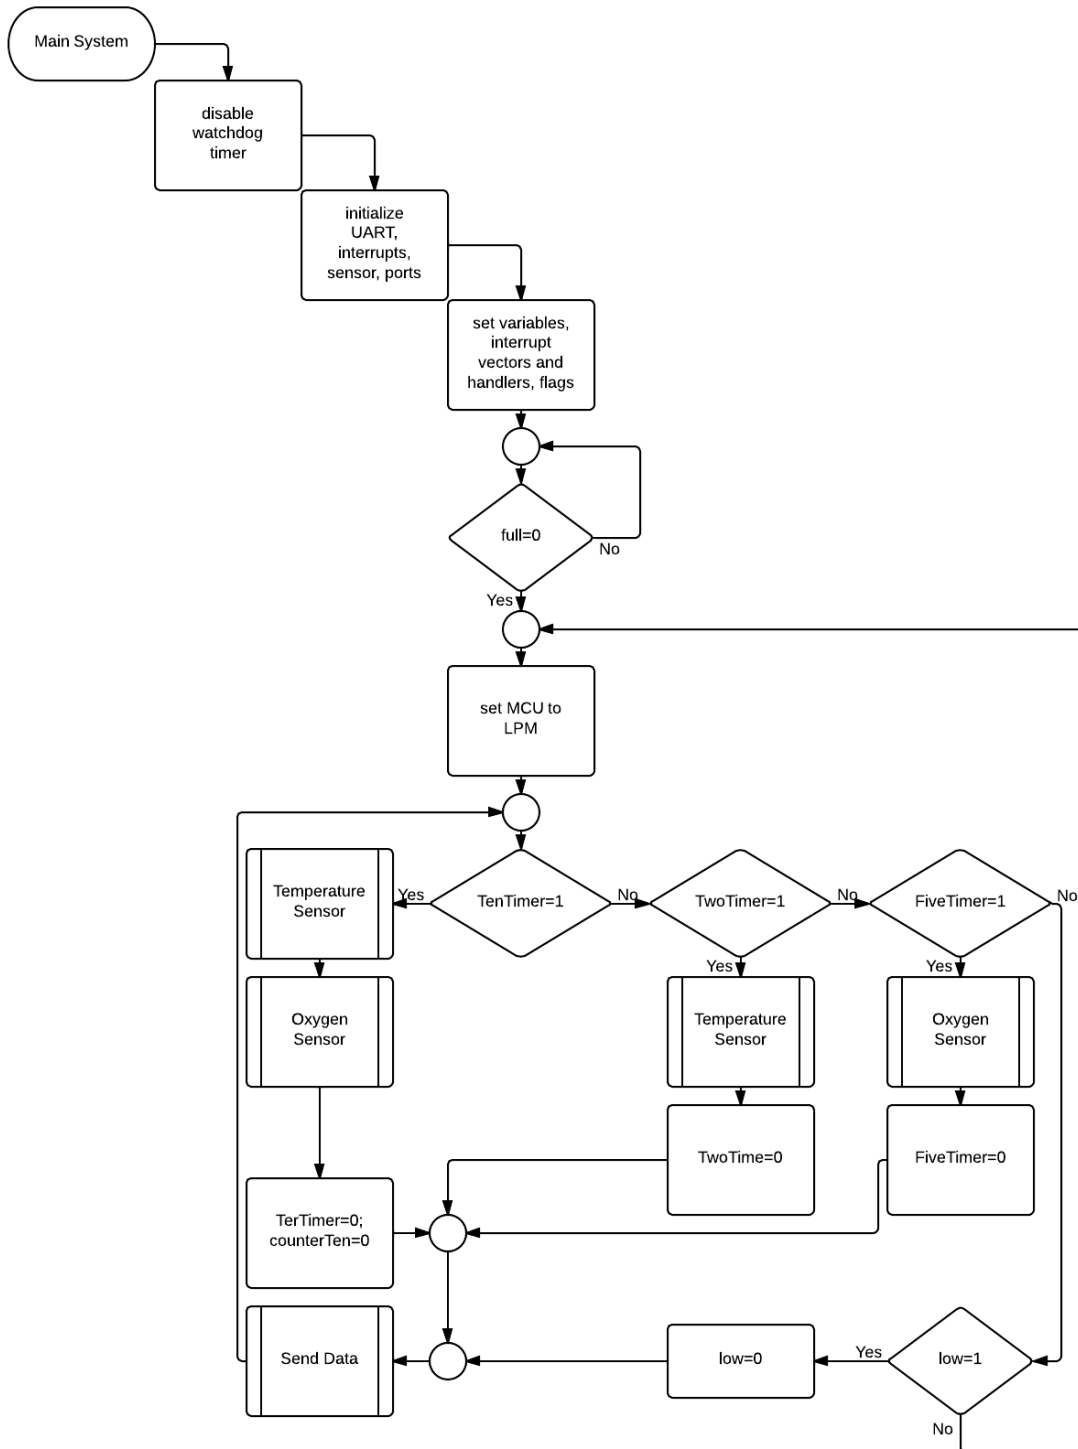 Main System
disable
watchdog
timer
initialize
UART,
interrupts,
sensor, ports
set variables,
interrupt
vectors and
handlers, flags
full=0
No
Yes
set MCU to
LPM
Temperature
Sensor
Yes
TenTimer=1
No
TwoTimer=1
No
FiveTimer=1
No
Yes
Yes
Oxygen
Sensor
Temperature
Sensor
Oxygen
Sensor
TwoTime=0
FiveTimer=0
TerTimer=0;
counterTen=0
Send Data
low=0
Yes
low=1
No